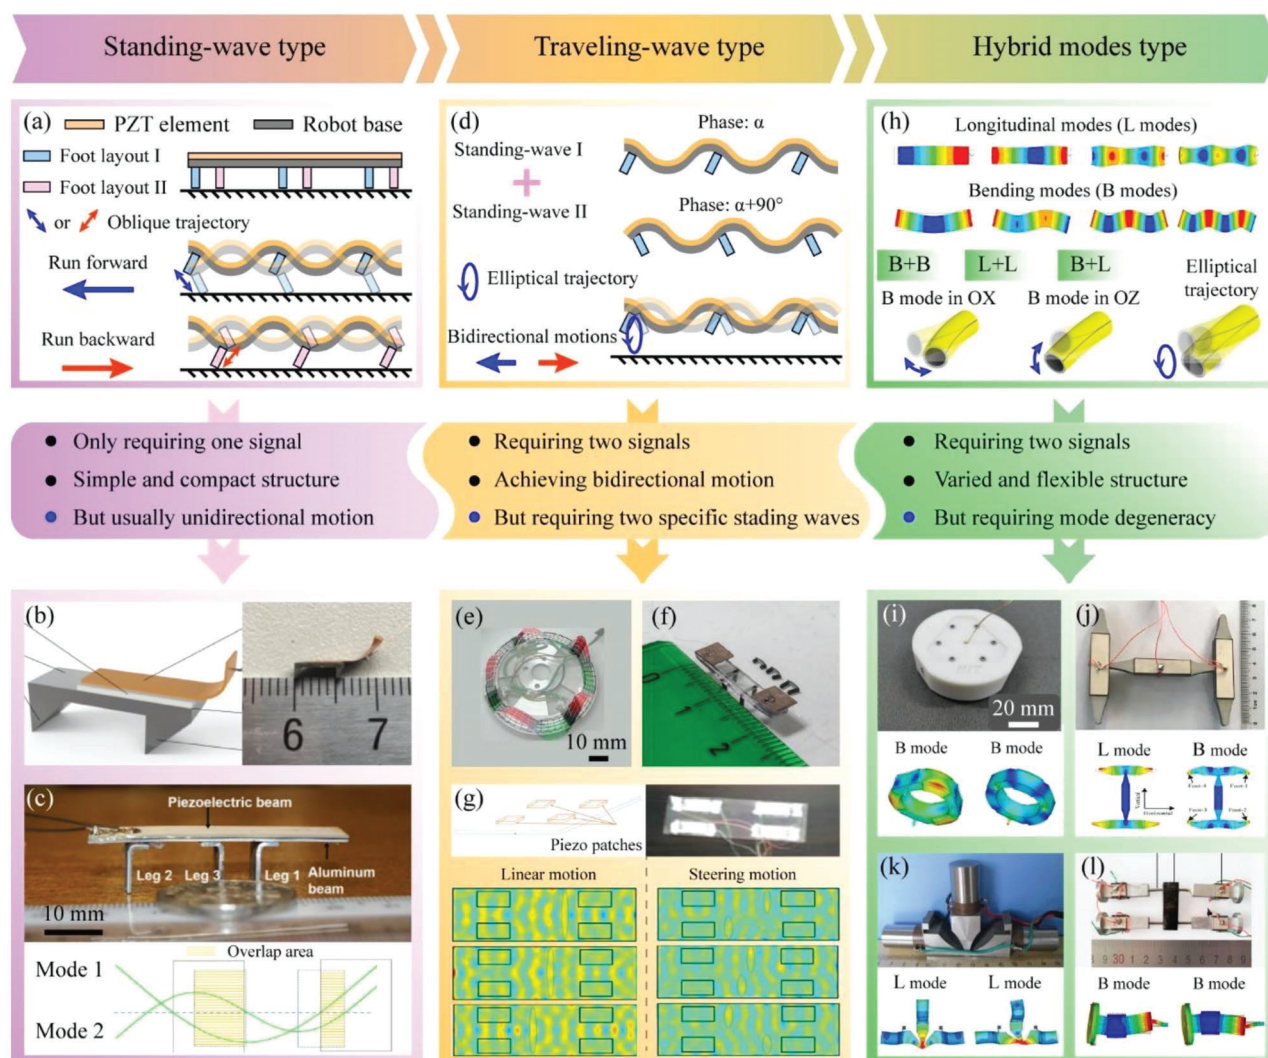 Standing-wave type
Traveling-wave type
Hybrid modes type
(a)
PZT element
Robot base
Foot layout I
Foot layout II
or
Oblique trajectory
Run forward
Run backward
(d)
Phase: α
Standing-wave I
Standing-wave II
Phase: α+90°
Elliptical trajectory
Bidirectional motions
(h)
Longitudinal modes (L modes)
Bending modes (B modes)
B+B
L+L
B+L
B mode in OX
B mode in OZ
Elliptical
trajectory
Only requiring one signal
Simple and compact structure
But usually unidirectional motion
Requiring two signals
Achieving bidirectional motion
But requiring two specific stading waves
Requiring two signals
Varied and flexible structure
But requiring mode degeneracy
(b)
6 7
(c)
Piezoelectric beam
Leg 2
Leg 3
Leg 1
Aluminum
beam
10 mm
Overlap area
Mode 1
Mode 2
(e)
10 mm
(f)
0
1
2
(g)
Piezo patches
Linear motion
Steering motion
(i)
20 mm
B mode
B mode
(j)
L mode
B mode
Vertical
Horizontal
(k)
L mode
L mode
(l)
B mode
B mode